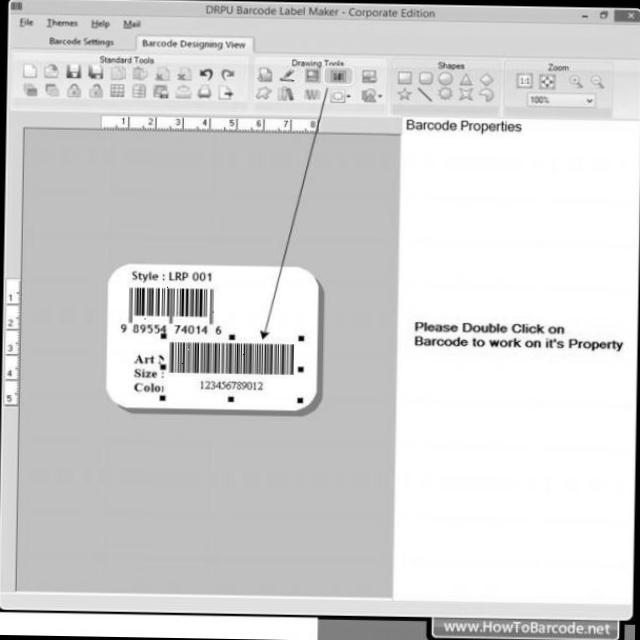 DRPU Barcode Label Maker - Corporate Edition
File Themes Help Mail
Barcode Settings Barcode Designing View
Standard Tools Drawing Tools Shapes Zoom
1:1
100%
1 2 3 4 5 6 7 8
Barcode Properties
1
2
3
4
5
Style : LRP 001
9 89554 74014 6
Art
Size :
123456789012
Please Double Click on
Barcode to work on it's Property
www.HowToBarcode.net